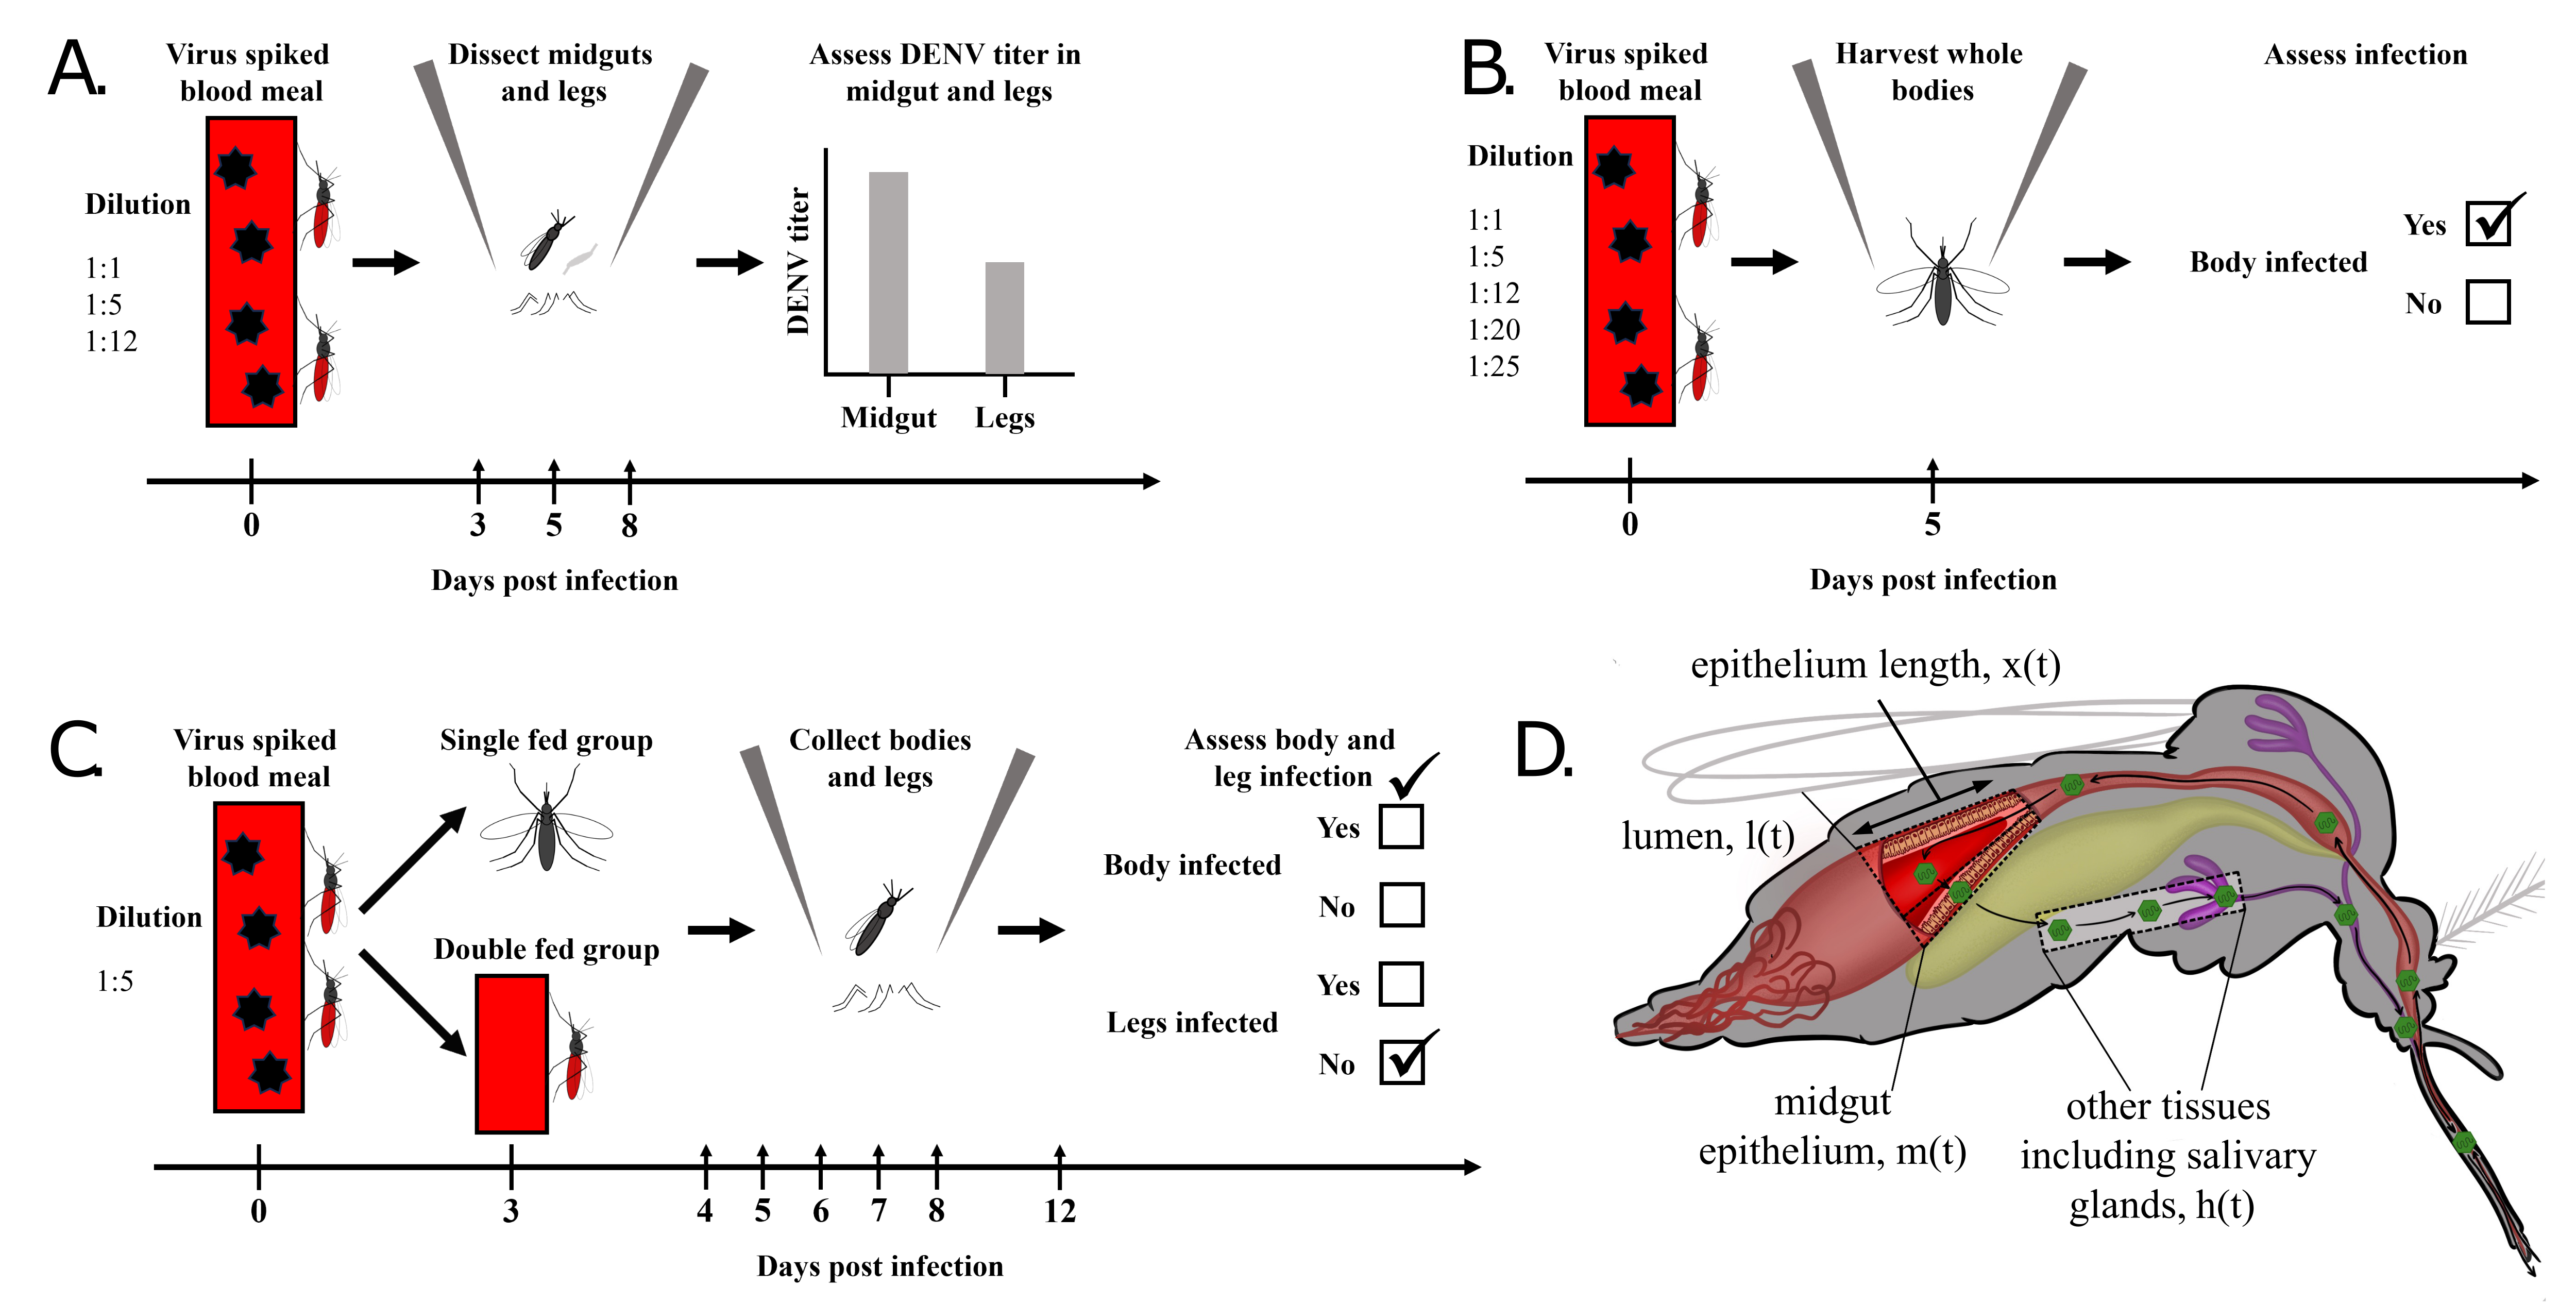 A.
Virus spiked
blood meal
Dilution
1:1
1:5
1:12
Dissect midguts
and legs
Assess DENV titer in
midgut and legs
DENV titer
Midgut
Legs
0
3
5
8
Days post infection
B.
Virus spiked
blood meal
Dilution
1:1
1:5
1:12
1:20
1:25
Harvest whole
bodies
Assess infection
Body infected
Yes
No
0
5
Days post infection
C.
Virus spiked
blood meal
Dilution
1:5
Single fed group
Double fed group
Collect bodies
and legs
Assess body and
leg infection
Body infected
Yes
No
Legs infected
Yes
No
0
3
4
5
6
7
8
12
Days post infection
D.
epithelium length, x(t)
lumen, l(t)
midgut
epithelium, m(t)
other tissues
including salivary
glands, h(t)